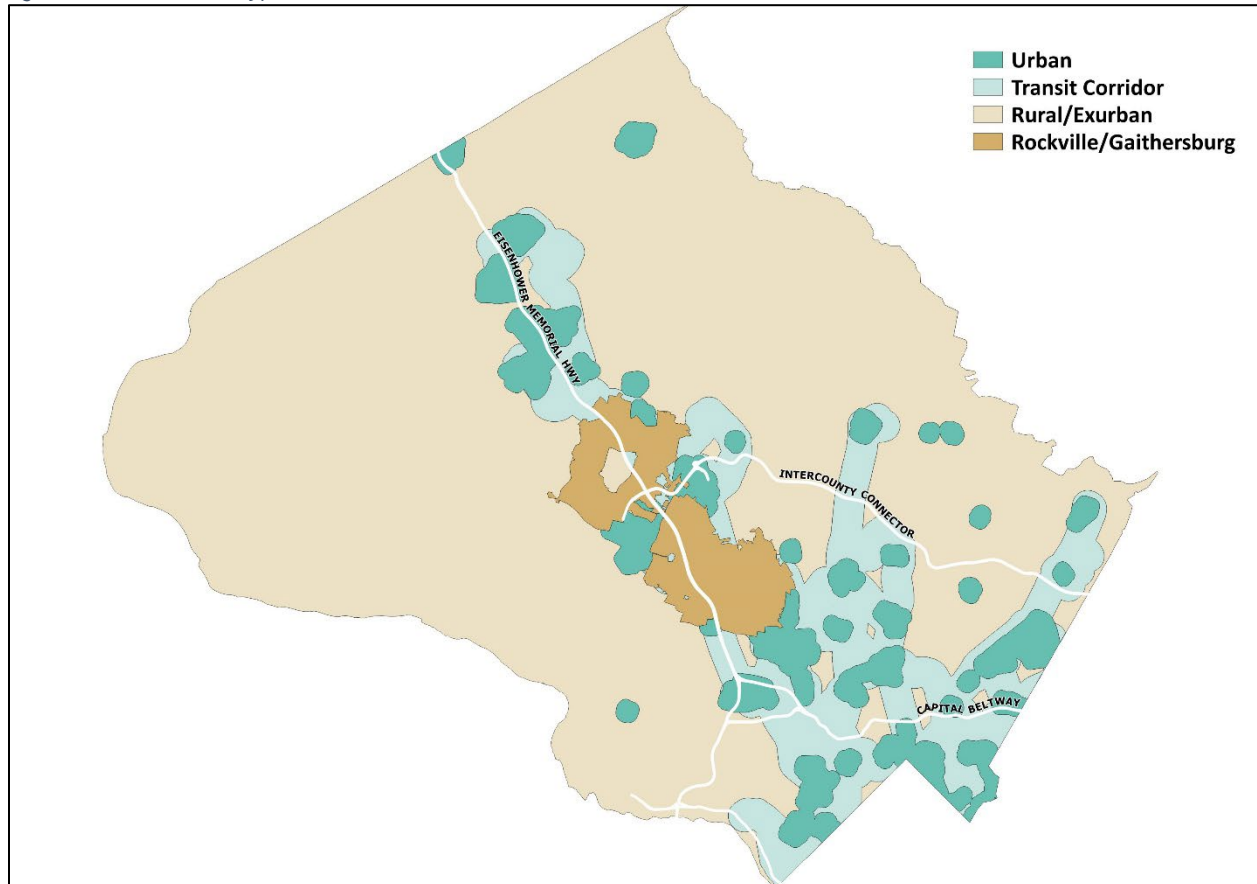 Urban
Transit Corridor
Rural/Exurban
Rockville/Gaithersburg
EISENHOWER MEMORIAL HWY
INTERCOUNTY CONNECTOR
CAPITAL BELTWAY